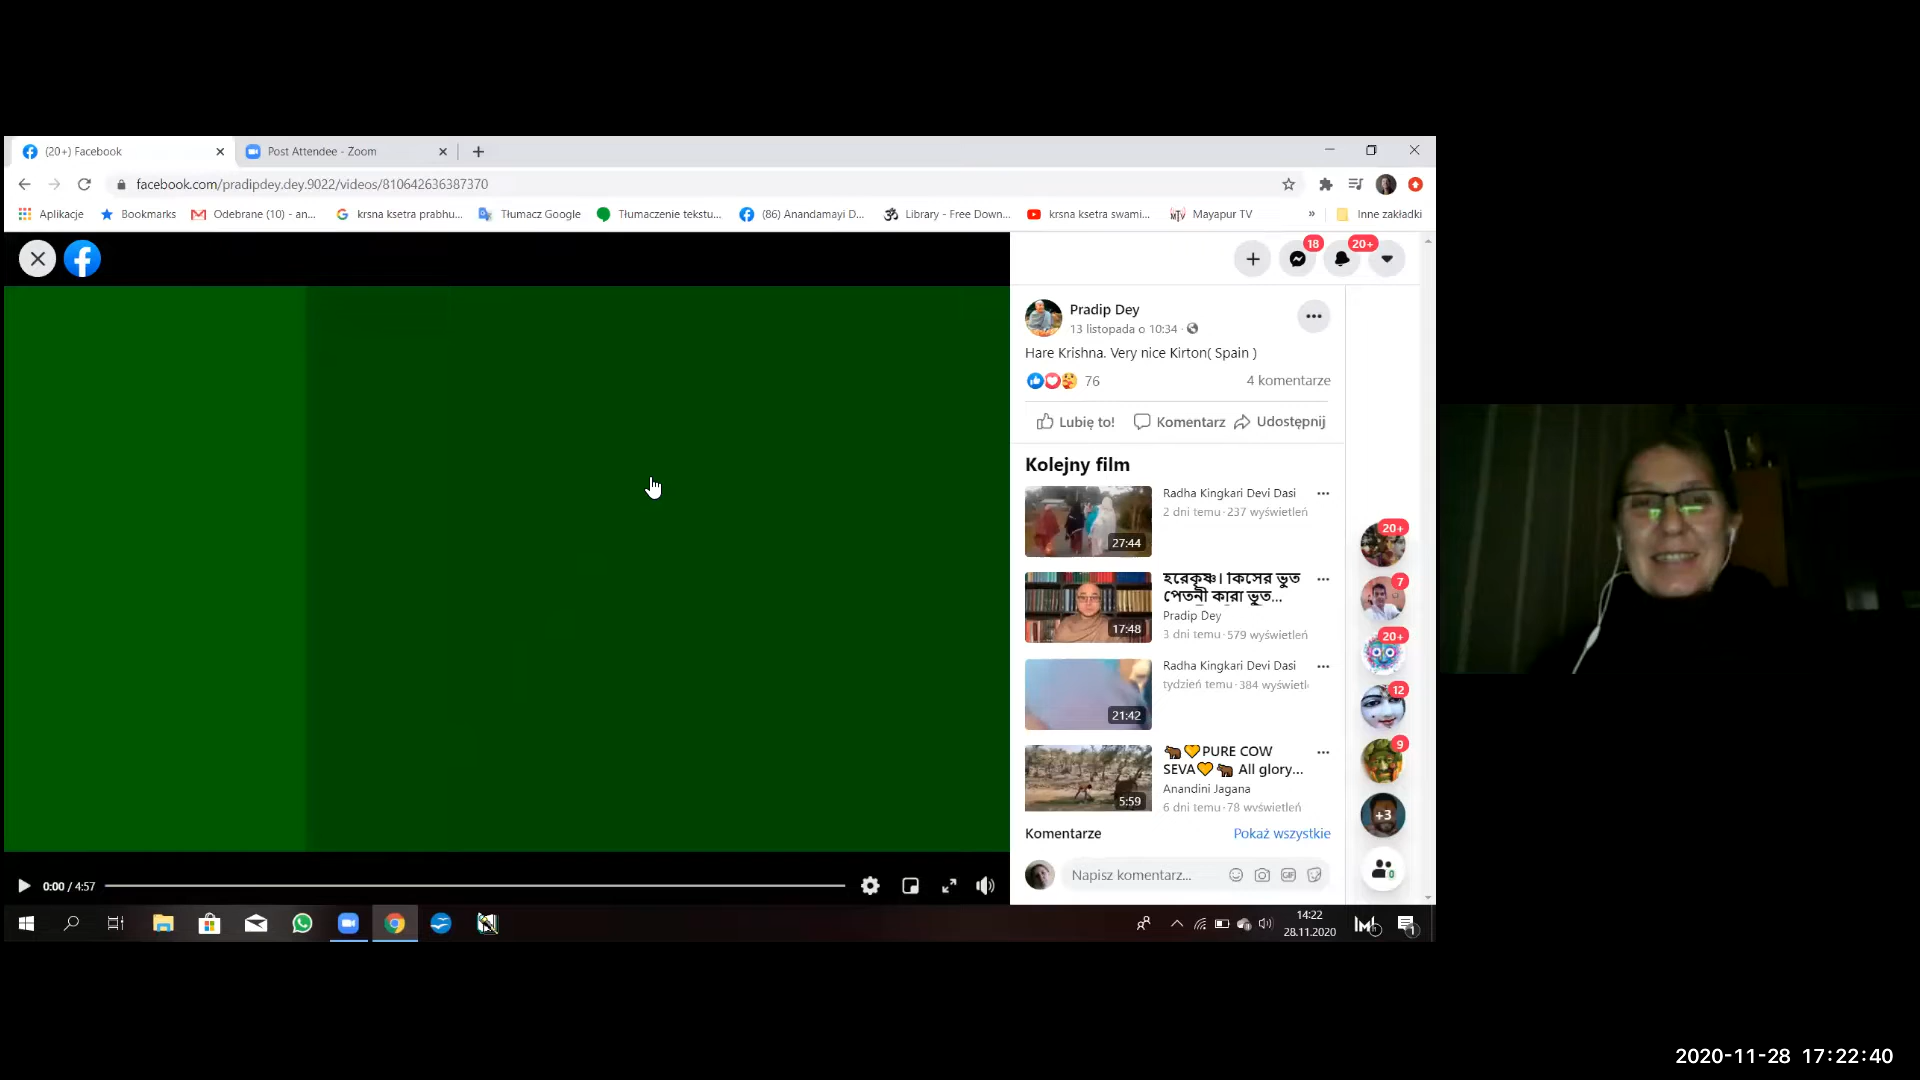 (20+) Facebook
Post Attendee - Zoom
facebook.com/pradipdey.dey.9022/videos/810642636387370
Aplikacje
Bookmarks
Odebrane (10) - an...
krsna ksetra prabhu...
Tłumacz Google
Tłumaczenie tekstu...
(86) Anandamayi D...
Library - Free Down...
krsna ksetra swami...
Mayapur TV
»
Inne zakładki
18
20+
Pradip Dey
13 listopada o 10:34 ·
Hare Krishna. Very nice Kirton( Spain )
76
4 komentarze
Lubię to!
Komentarz
Udostępnij
Kolejny film
Radha Kingkari Devi Dasi
2 dni temu · 237 wyświetleń
27:44
হরেকৃষ্ণ। কিসের ভুত
পেতনী কারা ভূত...
Pradip Dey
3 dni temu · 579 wyświetleń
17:48
Radha Kingkari Devi Dasi
tydzień temu · 384 wyświetl
21:42
🐂💛PURE COW
SEVA💛🐂 All glory...
Anandini Jagana
6 dni temu · 78 wyświetleń
5:59
Komentarze
Pokaż wszystkie
Napisz komentarz...
GIF
20+
7
20+
12
9
+3
0
0:00 / 4:57
14:22
28.11.2020
1
2020-11-28 17:22:40